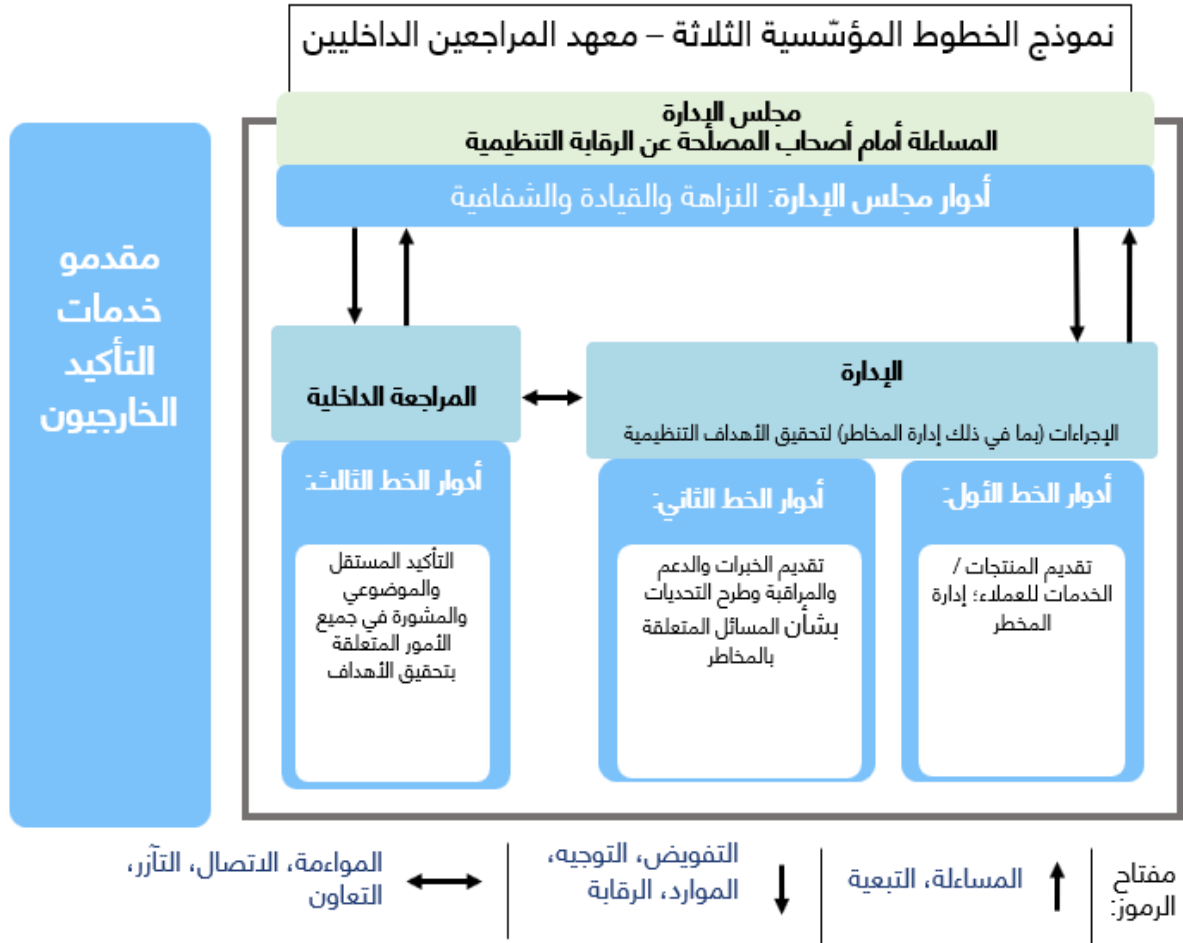 نموذج الخطوط المؤسّسية الثلاثة – معهد المراجعين الداخليين
مجلس الإدارة
المساءلة أمام أصحاب المصلحة عن الرقابة التنظيمية
أدوار مجلس الإدارة: النزاهة والقيادة والشفافية
الإدارة
الإجراءات (بما في ذلك إدارة المخاطر) لتحقيق الأهداف التنظيمية
المراجعة الداخلية
أدوار الخط الأول:
تقديم المنتجات /
الخدمات للعملاء؛ إدارة
المخطر
أدوار الخط الثاني:
تقديم الخبرات والدعم
والمراقبة وطرح التحديات
بشأن المسائل المتعلقة
بالمخاطر
أدوار الخط الثالث:
التأكيد المستقل
والموضوعي
والمشورة في جميع
الأمور المتعلقة
بتحقيق الأهداف
مقدمو
خدمات
التأكيد
الخارجيون
مفتاح
الرموز:
المساءلة، التبعية
التفويض، التوجيه،
الموارد، الرقابة
المواءمة، الاتصال، التآزر،
التعاون